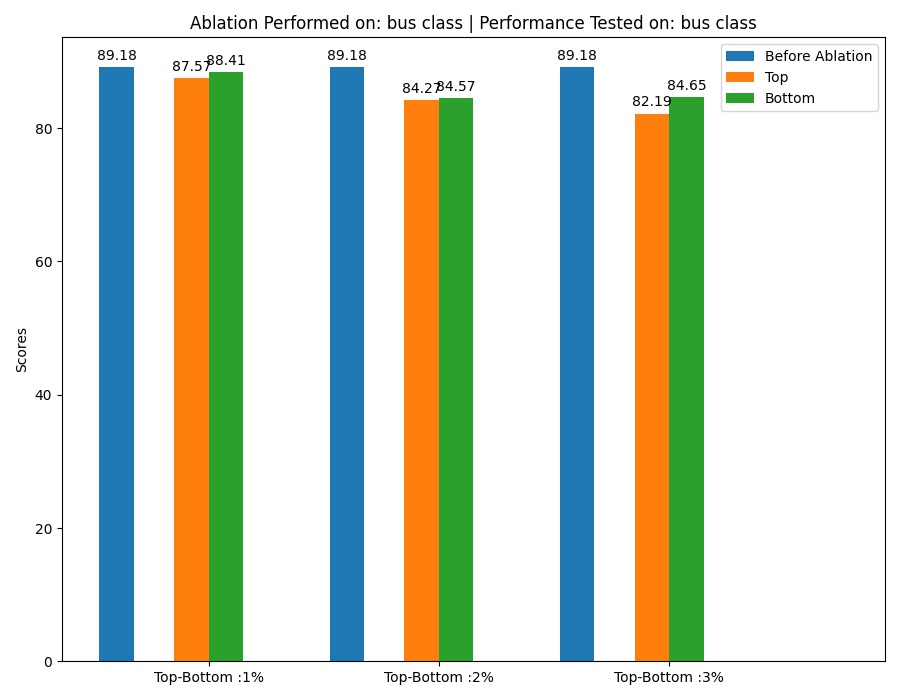 Ablation Performed on: bus class | Performance Tested on: bus class
Before Ablation
Top
Bottom
89.18
87.57
88.41
89.18
84.27
84.57
89.18
82.19
84.65
Scores
80
60
40
20
0
Top-Bottom :1%
Top-Bottom :2%
Top-Bottom :3%